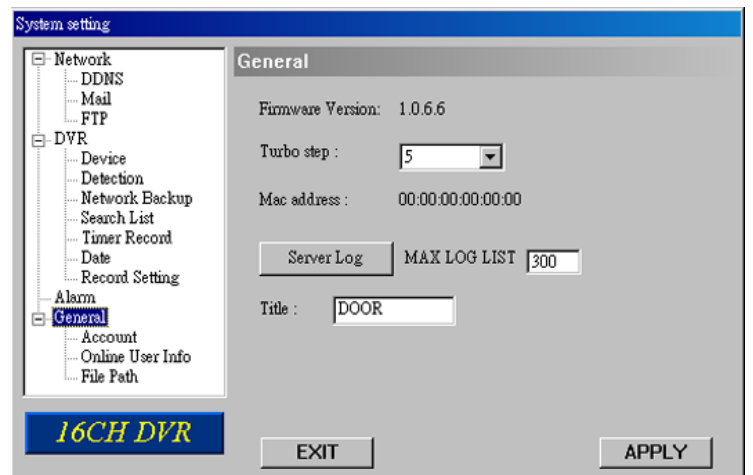 System setting
Network
DDNS
Mail
FTP
DVR
Device
Detection
Network Backup
Search List
Timer Record
Date
Record Setting
Alarm
General
Account
Online User Info
File Path
16CH DVR
General
Firmware Version: 1.0.6.6
Turbo step : 5
Mac address : 00:00:00:00:00:00
Server Log MAX LOG LIST 300
Title : DOOR
EXIT APPLY